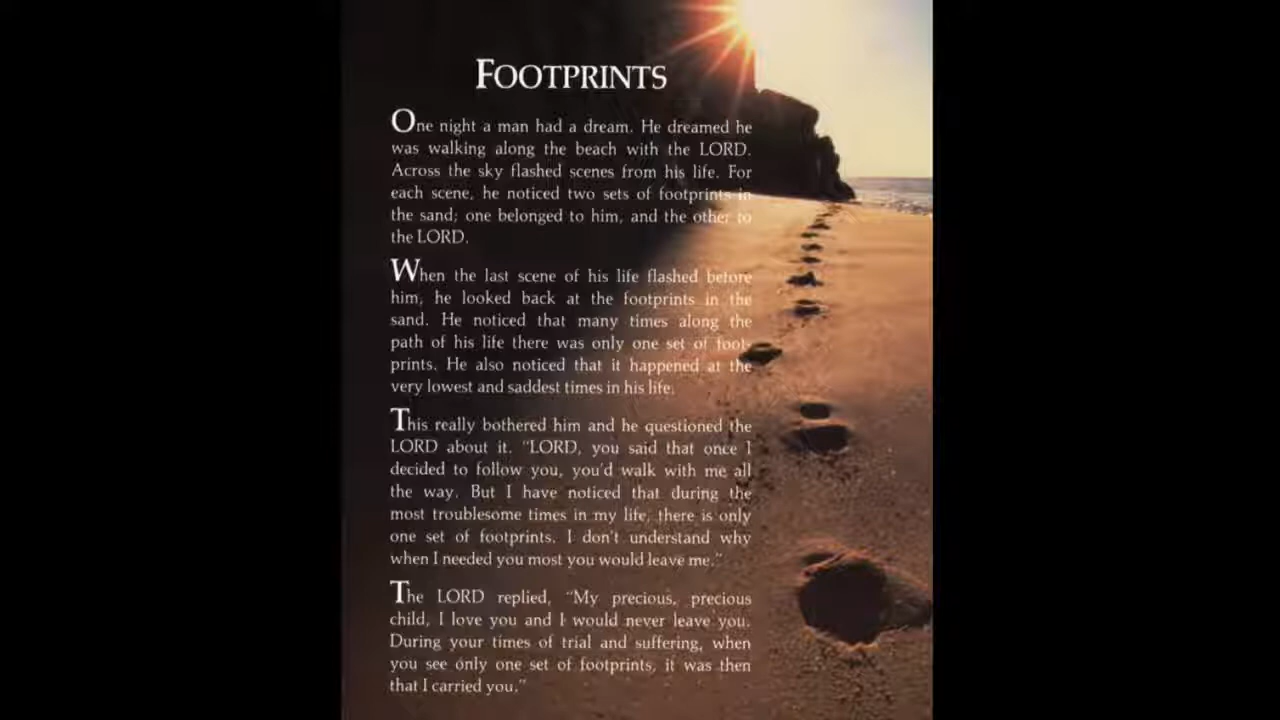 FOOTPRINTS
One night a man had a dream. He dreamed he
was walking along the beach with the LORD.
Across the sky flashed scenes from his life. For
each scene, he noticed two sets of footprints in
the sand; one belonged to him, and the other to
the LORD.
When the last scene of his life flashed before
him, he looked back at the footprints in the
sand. He noticed that many times along the
path of his life there was only one set of foot-
prints. He also noticed that it happened at the
very lowest and saddest times in his life.
This really bothered him and he questioned the
LORD about it. “LORD, you said that once I
decided to follow you, you'd walk with me all
the way. But I have noticed that during the
most troublesome times in my life, there is only
one set of footprints. I don't understand why
when I needed you most you would leave me.”
The LORD replied, “My precious, precious
child, I love you and I would never leave you.
During your times of trial and suffering, when
you see only one set of footprints, it was then
that I carried you.”